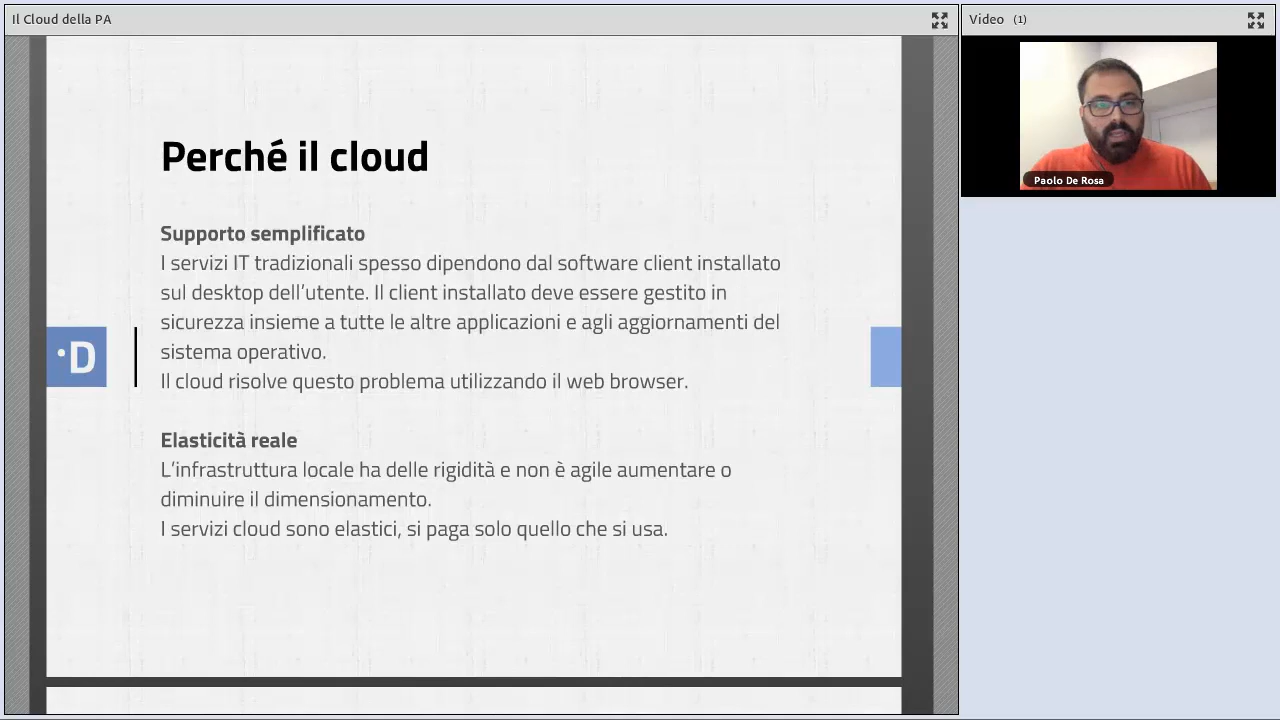 Il Cloud della PA
Video (1)
Paolo De Rosa
Perché il cloud
Supporto semplificato
I servizi IT tradizionali spesso dipendono dal software client installato
sul desktop dell’utente. Il client installato deve essere gestito in
sicurezza insieme a tutte le altre applicazioni e agli aggiornamenti del
sistema operativo.
Il cloud risolve questo problema utilizzando il web browser.
Elasticità reale
L’infrastruttura locale ha delle rigidità e non è agile aumentare o
diminuire il dimensionamento.
I servizi cloud sono elastici, si paga solo quello che si usa.
·D